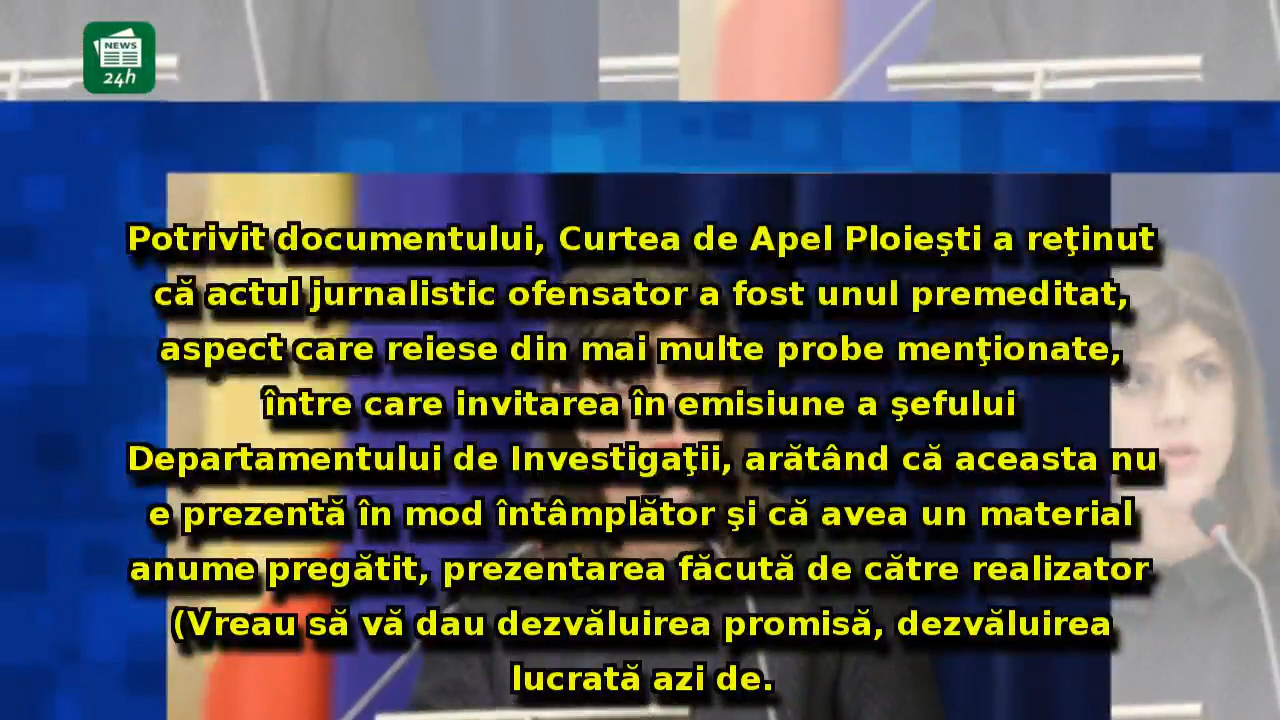 NEWS
24h
Potrivit documentului, Curtea de Apel Ploieşti a reţinut
că actul jurnalistic ofensator a fost unul premeditat,
aspect care reiese din mai multe probe menţionate,
între care invitarea în emisiune a şefului
Departamentului de Investigaţii, arătând că aceasta nu
e prezentă în mod întâmplător şi că avea un material
anume pregătit, prezentarea făcută de către realizator
(Vreau să vă dau dezvăluirea promisă, dezvăluirea
lucrată azi de.